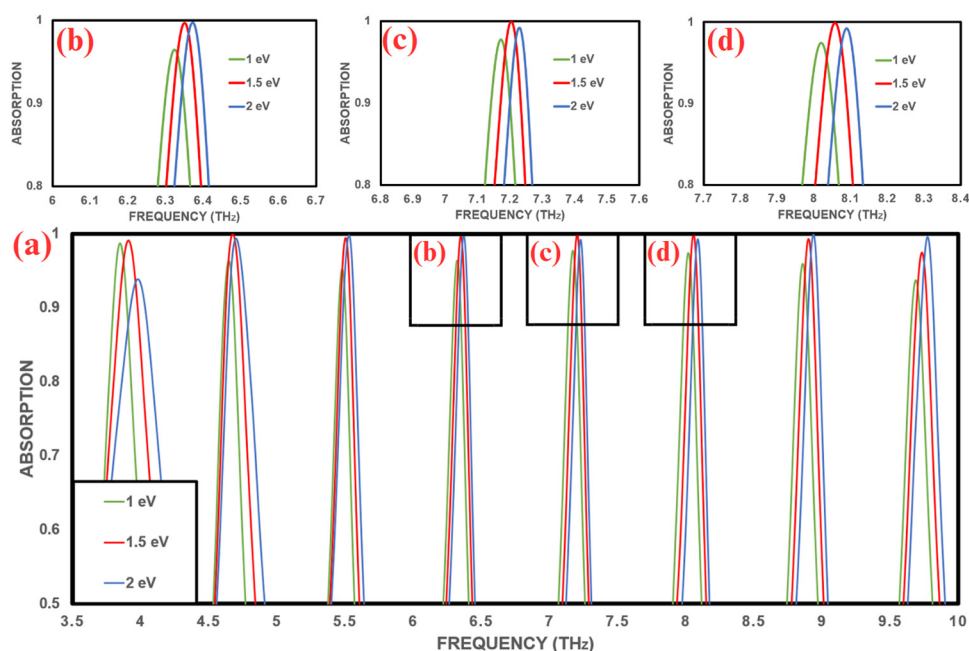 (b)
ABSORPTION
1
0.9
0.8
1 eV
1.5 eV
2 eV
6 6.1 6.2 6.3 6.4 6.5 6.6 6.7
FREQUENCY (THz)
(c)
ABSORPTION
1
0.9
0.8
1 eV
1.5 eV
2 eV
6.8 6.9 7 7.1 7.2 7.3 7.4 7.5 7.6
FREQUENCY (THz)
(d)
ABSORPTION
1
0.9
0.8
1 eV
1.5 eV
2 eV
7.7 7.8 7.9 8 8.1 8.2 8.3 8.4
FREQUENCY (THz)
(a)
ABSORPTION
1
0.9
0.8
0.7
0.6
0.5
(b)
(c)
(d)
1 eV
1.5 eV
2 eV
3.5 4 4.5 5 5.5 6 6.5 7 7.5 8 8.5 9 9.5 10
FREQUENCY (THz)